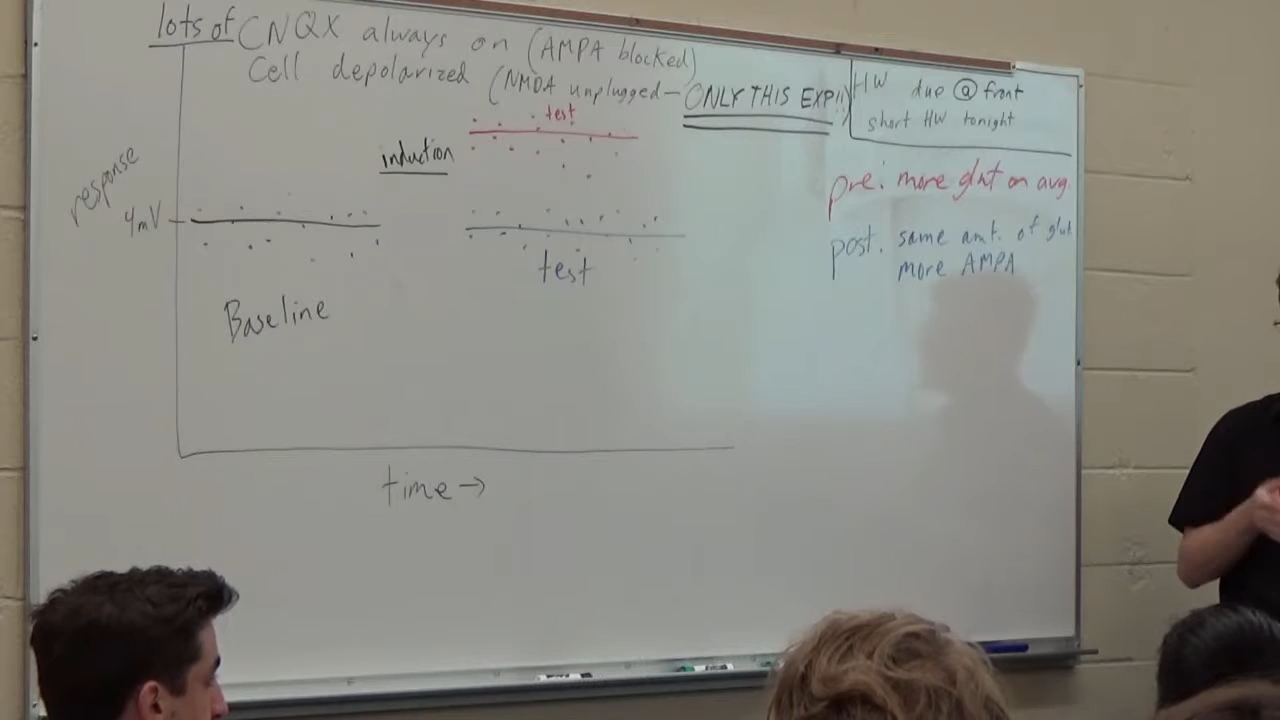 lots of CNQX always on (AMPA blocked)
Cell depolarized (NMDA unplugged - ONLY THIS EXP!!)
HW due @ front
short HW tonight
test
induction
response
4mV
test
Baseline
time →
pre: more glut on avg.
post. same amt. of glut
more AMPA